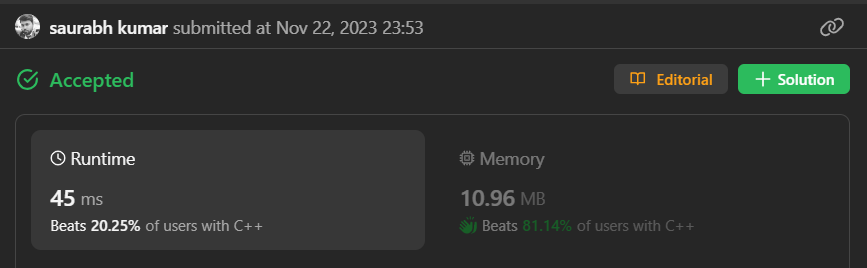 saurabh kumar submitted at Nov 22, 2023 23:53
Accepted
Editorial
Solution
Runtime
45 ms
Beats 20.25% of users with C++
Memory
10.96 MB
Beats 81.14% of users with C++